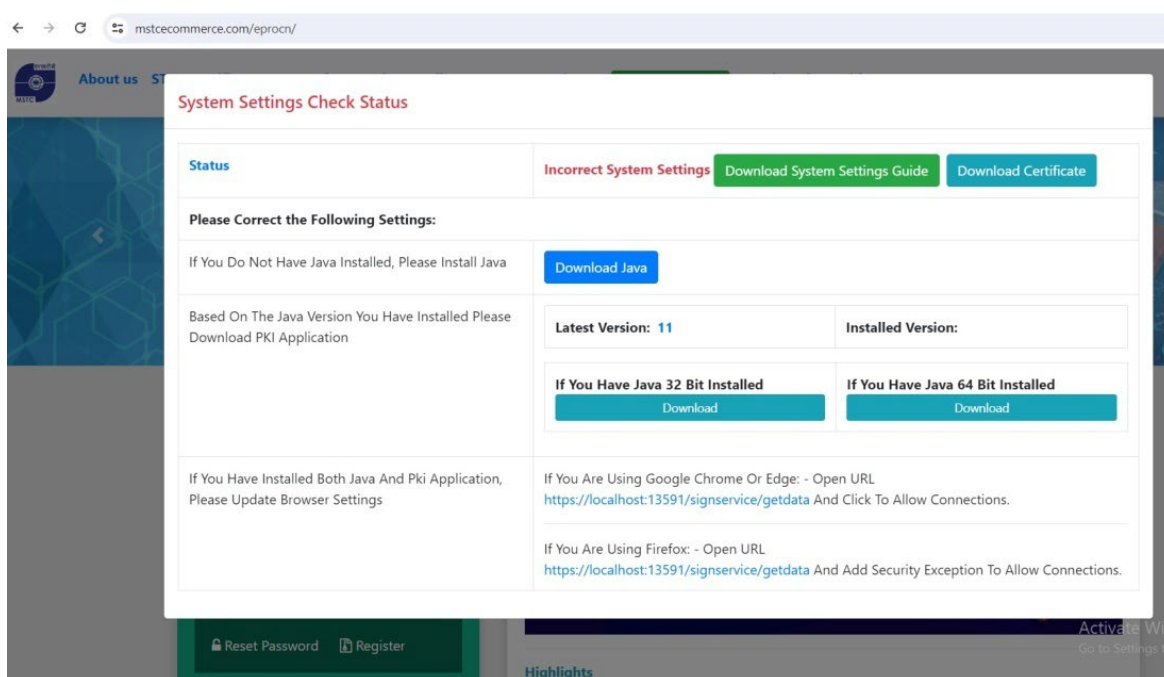 mstcecommerce.com/eprocn/
MSTC
About us
System Settings Check Status
Status
Incorrect System Settings Download System Settings Guide Download Certificate
Please Correct the Following Settings:
If You Do Not Have Java Installed, Please Install Java
Download Java
Based On The Java Version You Have Installed Please
Download PKI Application
Latest Version: 11
Installed Version:
If You Have Java 32 Bit Installed
Download
If You Have Java 64 Bit Installed
Download
If You Have Installed Both Java And Pki Application,
Please Update Browser Settings
If You Are Using Google Chrome Or Edge: - Open URL
https://localhost:13591/signservice/getdata And Click To Allow Connections.
If You Are Using Firefox: - Open URL
https://localhost:13591/signservice/getdata And Add Security Exception To Allow Connections.
Reset Password Register
Highlights
Activate Wi
Go to Settings t